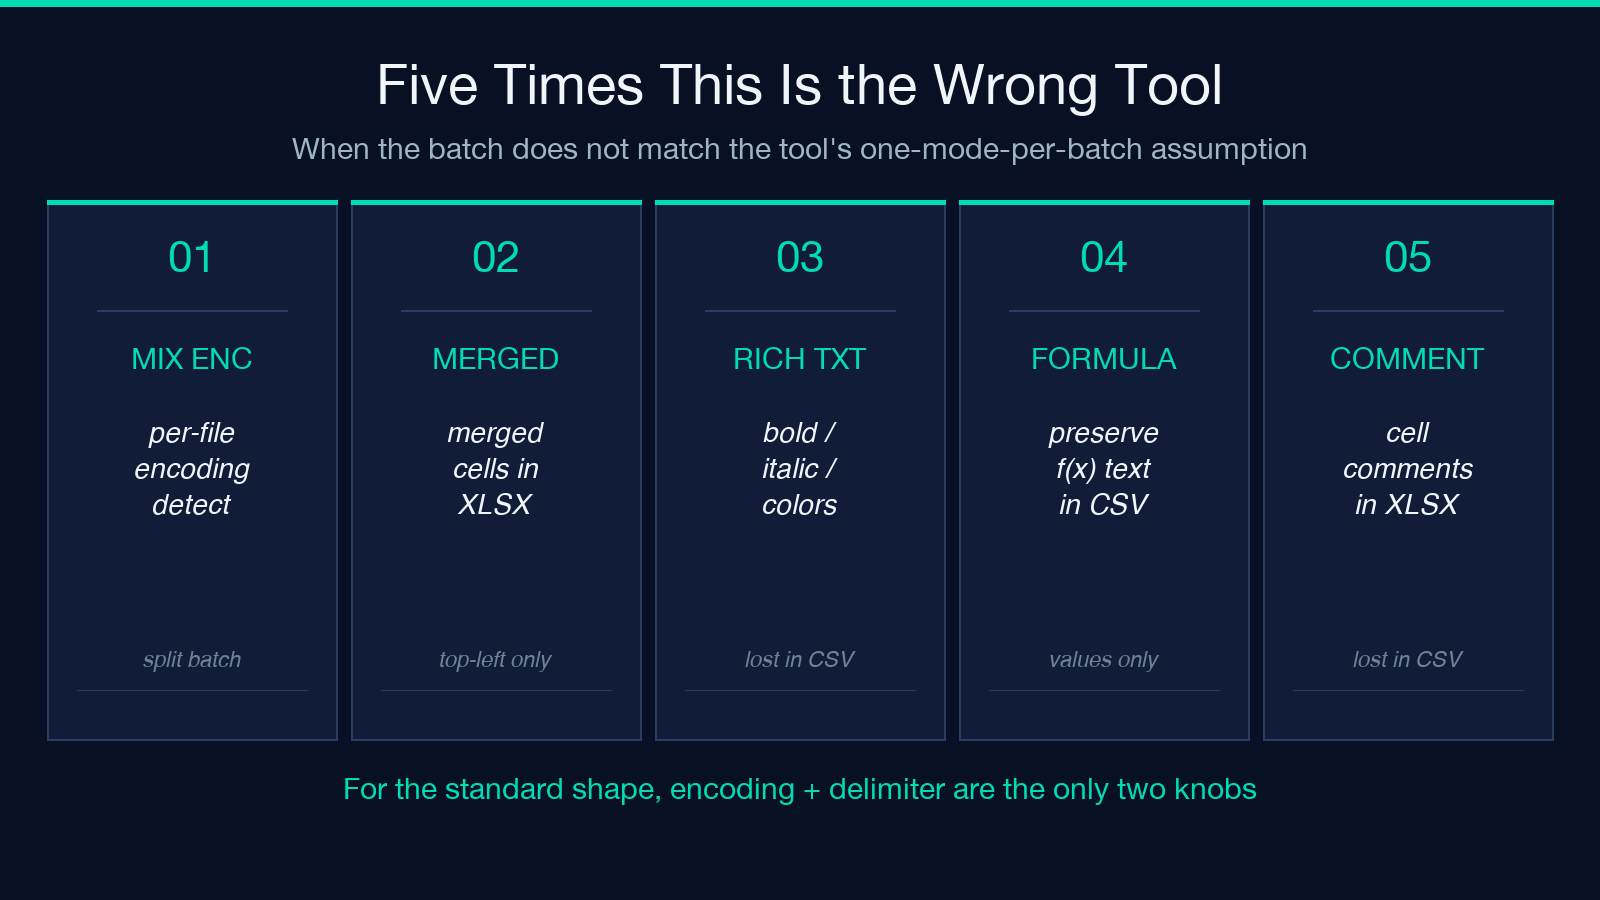 Five Times This Is the Wrong Tool
When the batch does not match the tool's one-mode-per-batch assumption
01
MIX ENC
per-file
encoding
detect
split batch
02
MERGED
merged
cells in
XLSX
top-left only
03
RICH TXT
bold /
italic /
colors
lost in CSV
04
FORMULA
preserve
f(x) text
in CSV
values only
05
COMMENT
cell
comments
in XLSX
lost in CSV
For the standard shape, encoding + delimiter are the only two knobs